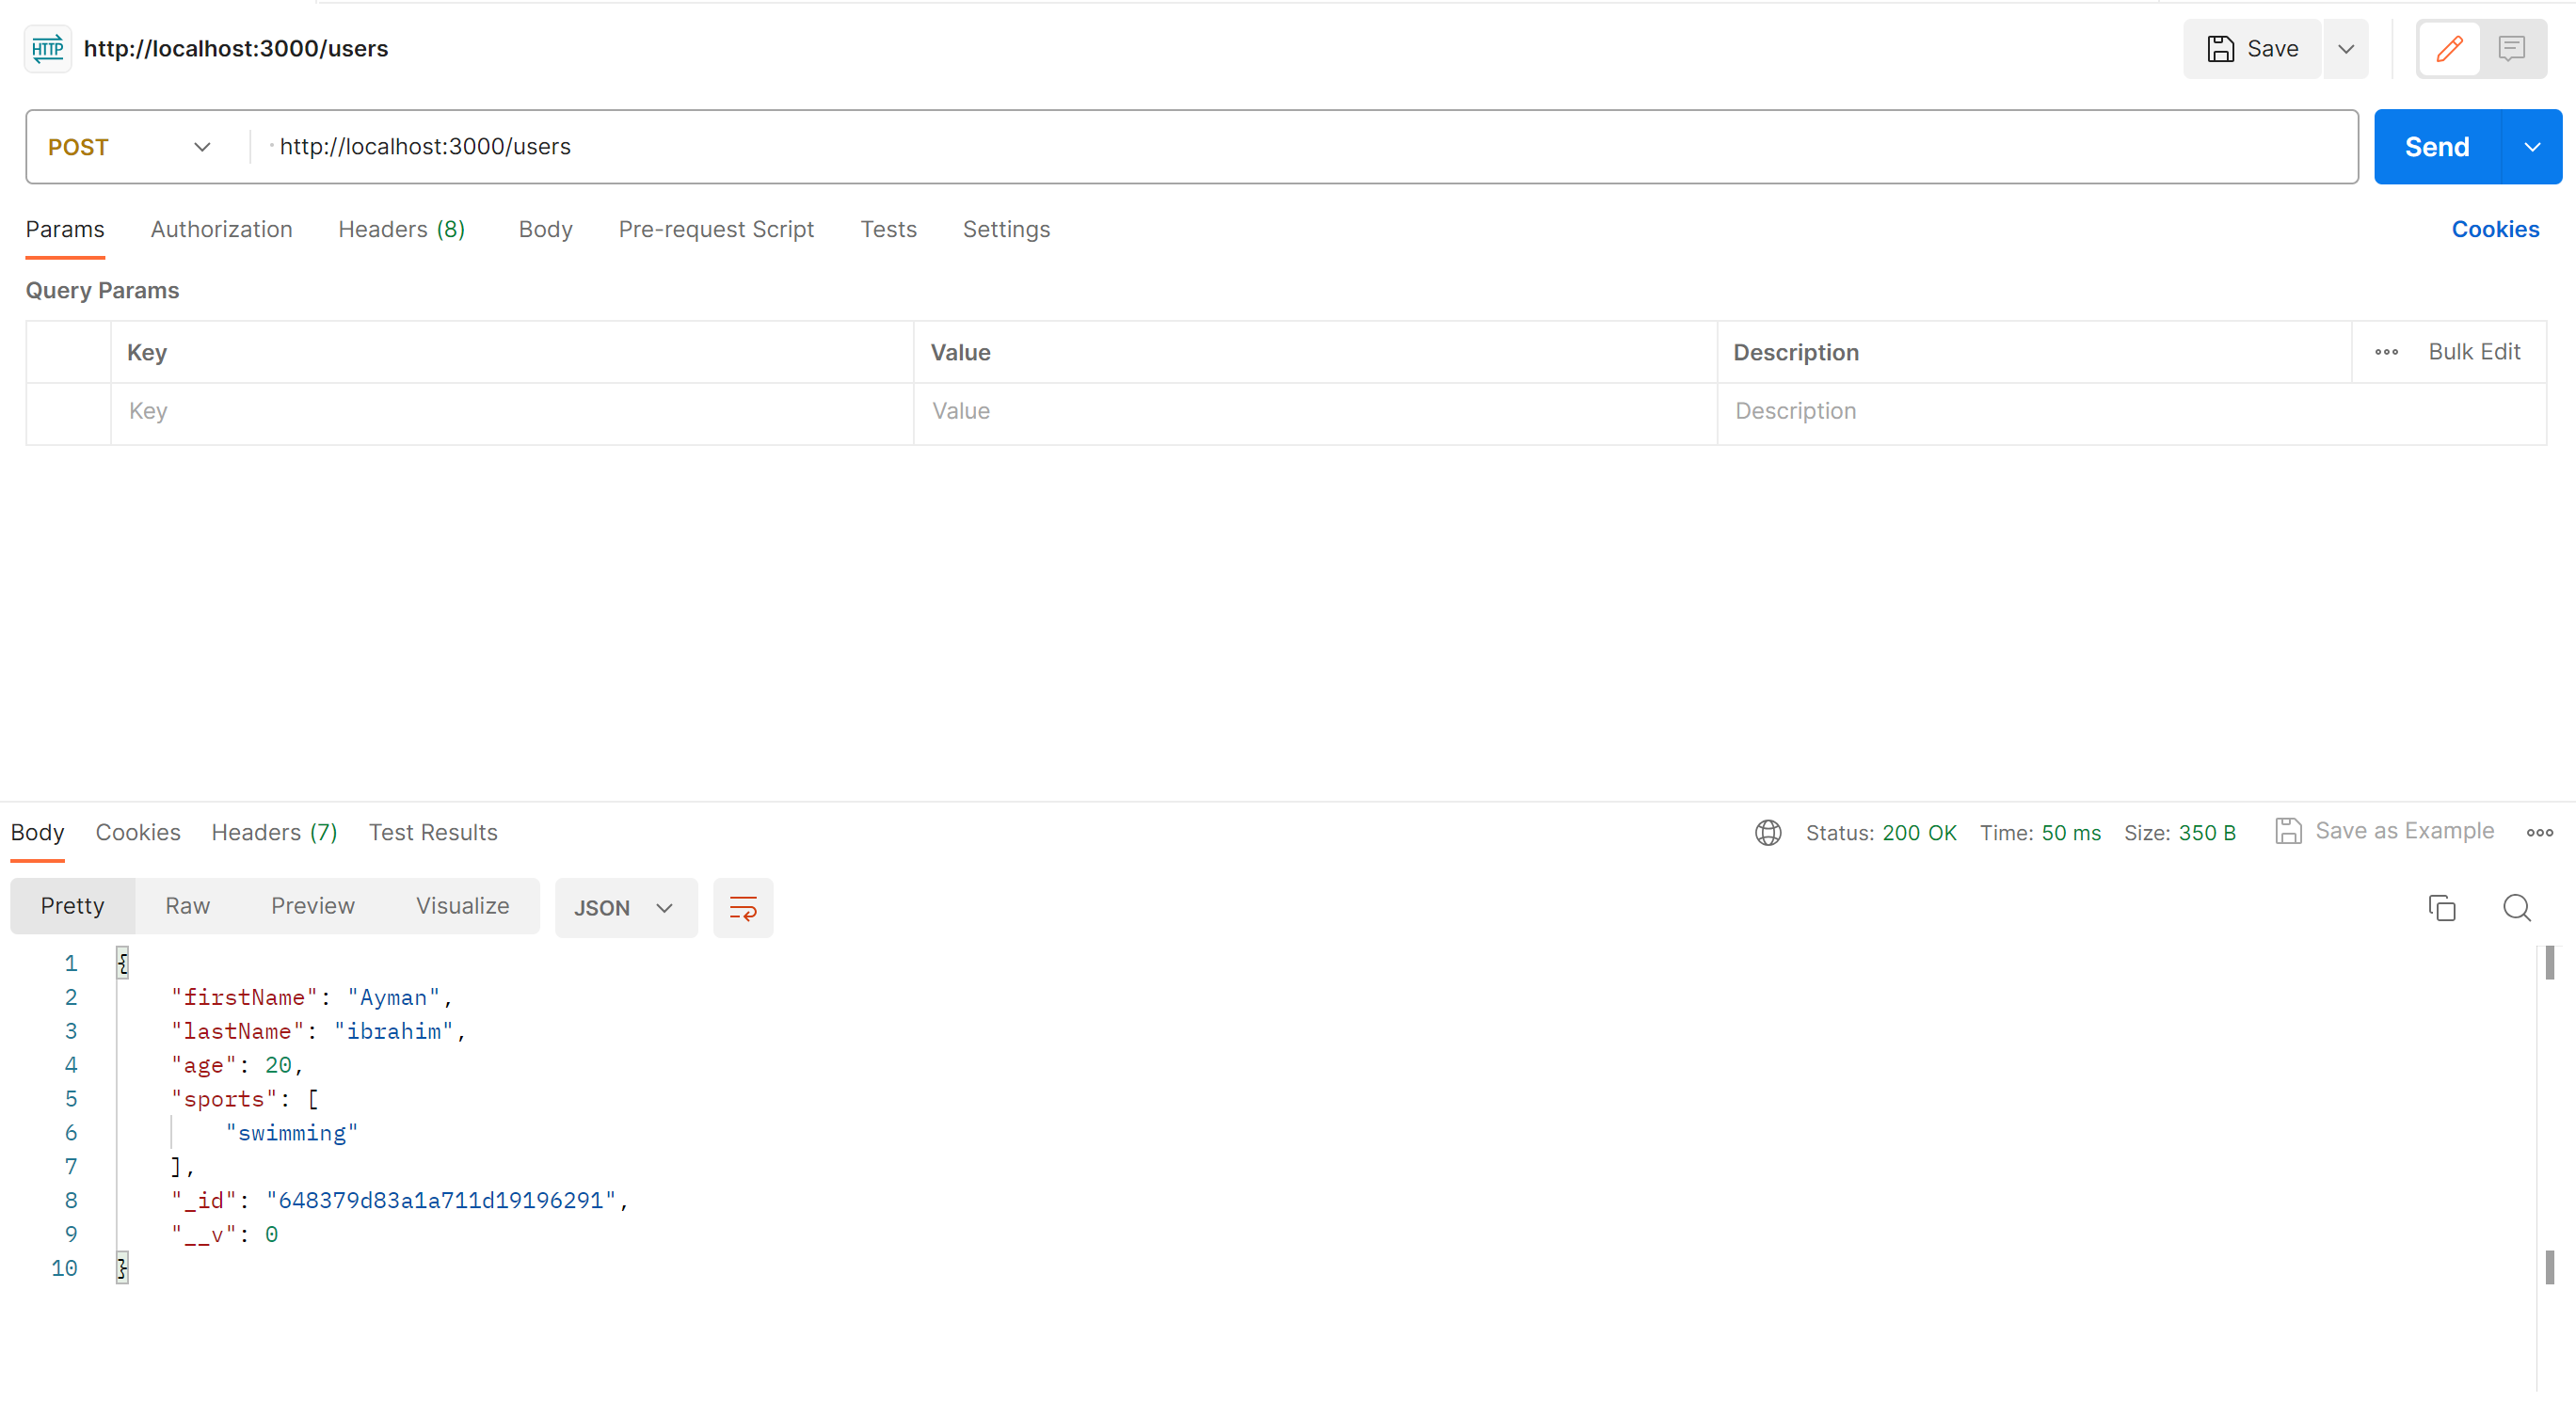 HTTP http://localhost:3000/users Save
POST http://localhost:3000/users Send
Params Authorization Headers (8) Body Pre-request Script Tests Settings Cookies
Query Params
Key Value Description Bulk Edit
Key Value Description
Body Cookies Headers (7) Test Results Status: 200 OK Time: 50 ms Size: 350 B Save as Example
Pretty Raw Preview Visualize JSON
1 {
2 "firstName": "Ayman",
3 "lastName": "ibrahim",
4 "age": 20,
5 "sports": [
6 "swimming"
7 ],
8 "_id": "648379d83a1a711d19196291",
9 "__v": 0
10 }